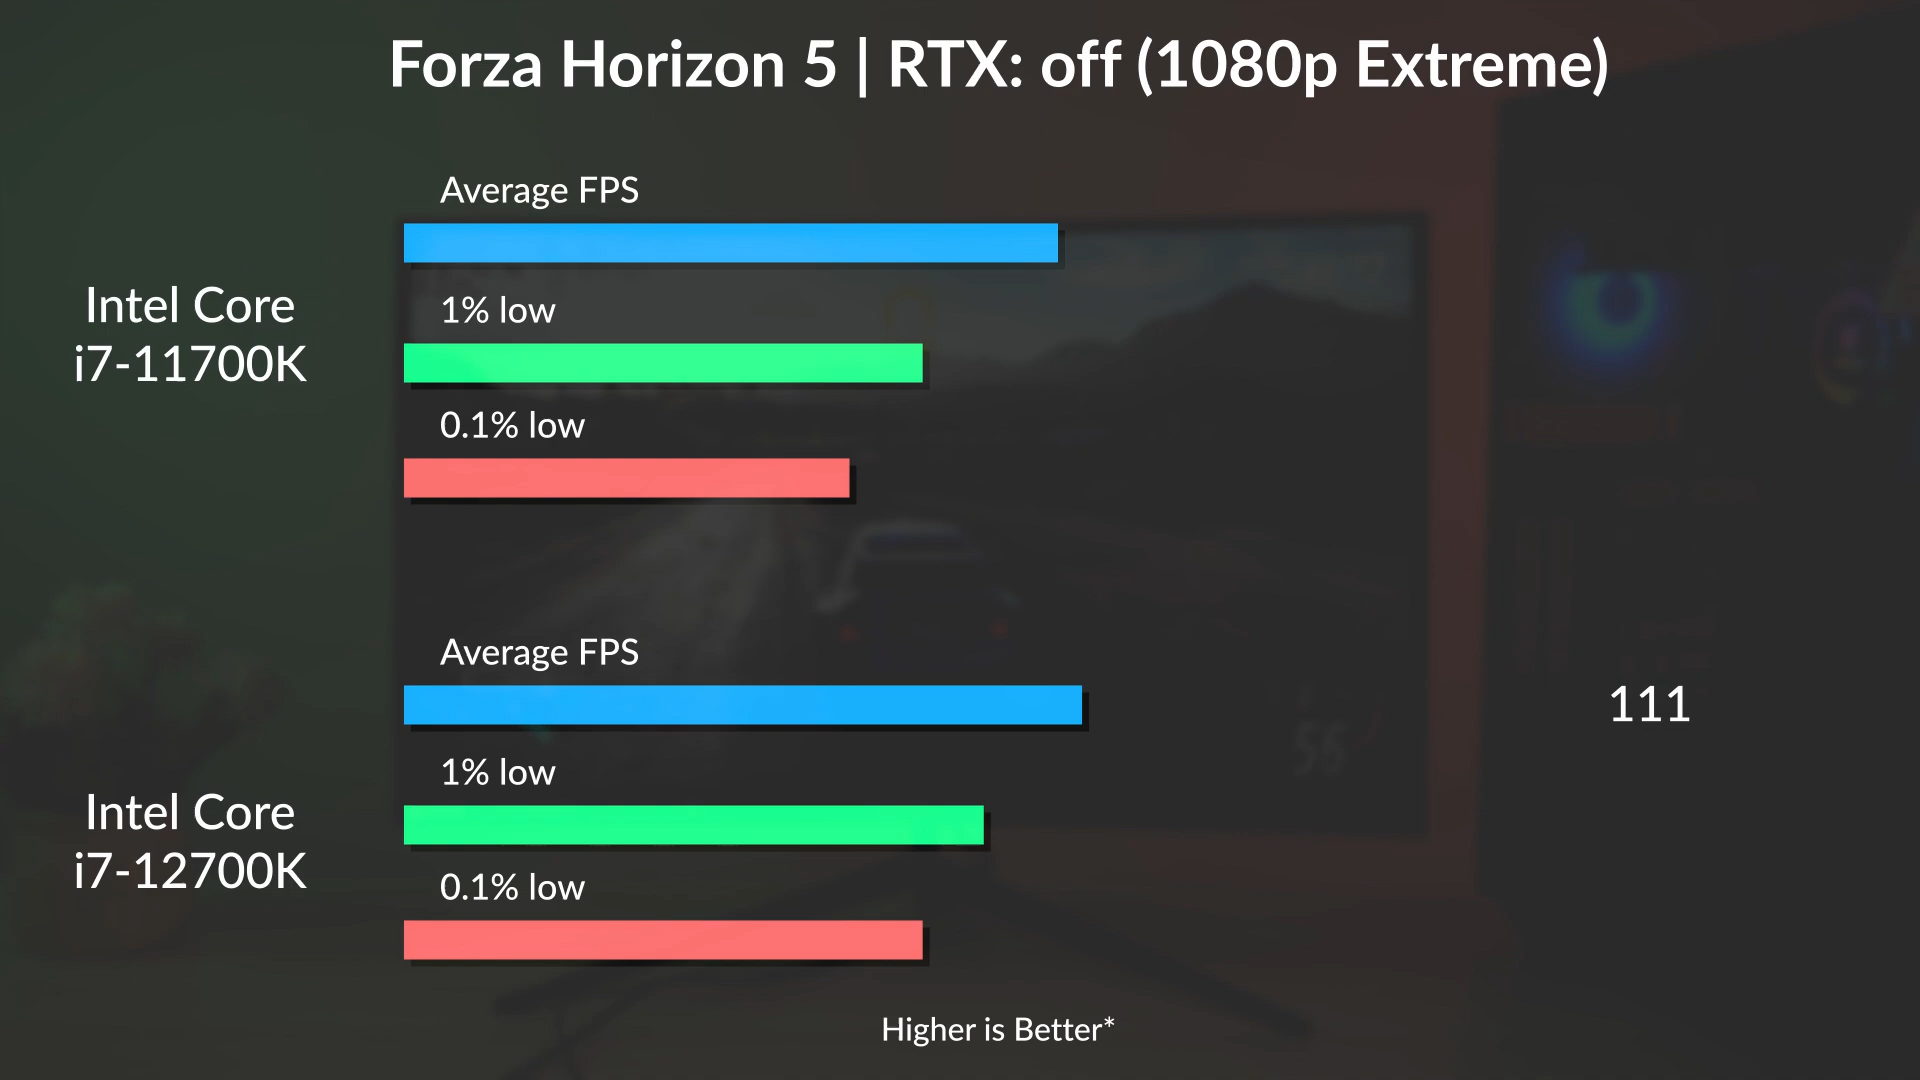 Forza Horizon 5 | RTX: off (1080p Extreme)
Average FPS
1% low
Intel Core
i7-11700K
0.1% low
Average FPS
111
56
1% low
Intel Core
i7-12700K
0.1% low
Higher is Better*